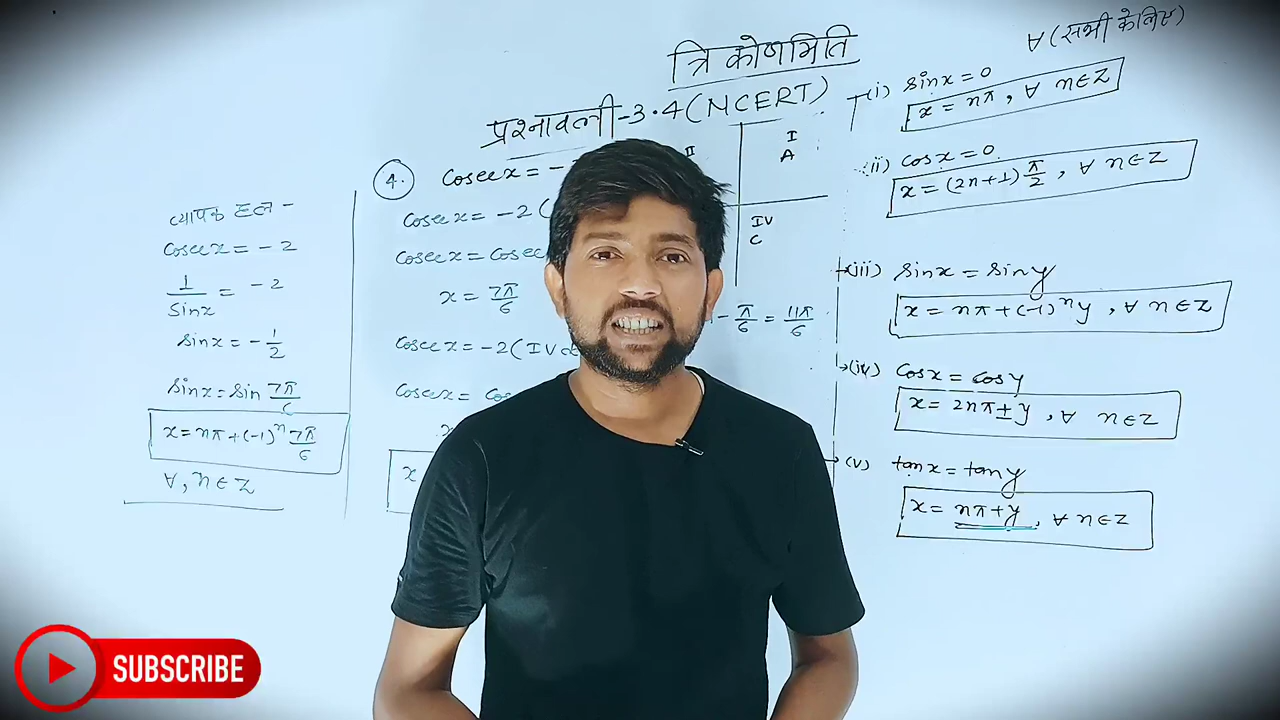 त्रिकोणमिति
प्रश्नावली-3.4 (NCERT)
∀ (सभी के लिए)
व्यापक हल -
cosecx = -2
1/sinx = -2
sinx = -1/2
sinx = sin 7π/6
x = nπ + (-1)ⁿ 7π/6
∀, n ∈ Z
4. cosecx = -
cosecx = -2 (
cosecx = cosec
x = 7π/6
cosecx = -2 (IV
cosecx =
x
II
I
A
IV
C
- π/6 = 11π/6
(i) sinx = 0
x = nπ, ∀ n ∈ Z
(ii) cosx = 0
x = (2n+1) π/2, ∀ n ∈ Z
(iii) sinx = siny
x = nπ + (-1)ⁿy, ∀ n ∈ Z
(iv) cosx = cosy
x = 2nπ ± y, ∀ n ∈ Z
(v) tanx = tany
x = nπ + y, ∀ n ∈ Z
SUBSCRIBE